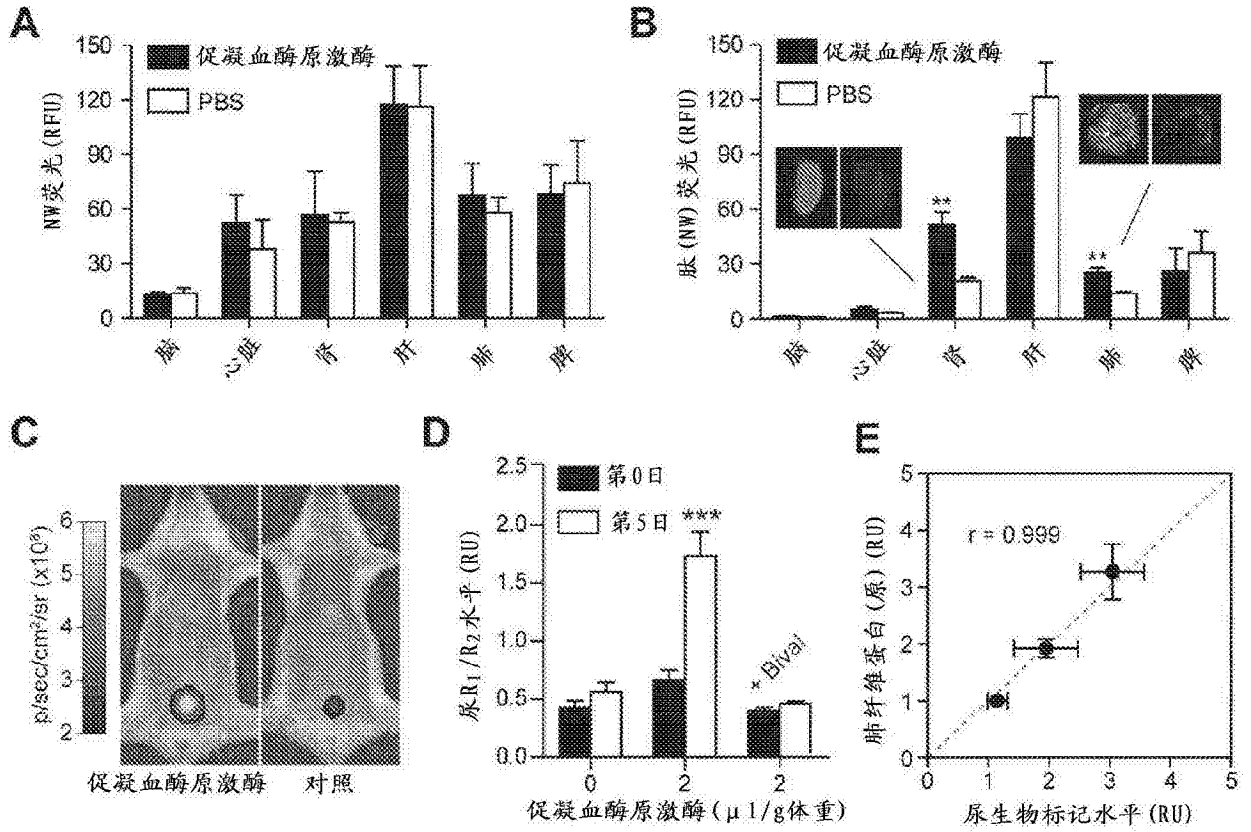 A
NW荧光(RFU)
150
120
90
60
30
0
促凝血酶原激酶
PBS
脑
心脏
肾
肝
肺
脾
B
肽(NW)荧光(RFU)
150
120
90
60
30
0
促凝血酶原激酶
PBS
**
**
脑
心脏
肾
肝
肺
脾
C
p/sec/cm²/sr (x10⁸)
6
5
4
3
2
促凝血酶原激酶
对照
D
尿R₁/R₂水平(RU)
2.5
2.0
1.5
1.0
0.5
0.0
第0日
第5日
***
+ Bival
0
2
2
促凝血酶原激酶(μl/g体重)
E
肺纤维蛋白(原)(RU)
5
4
3
2
1
0
r = 0.999
0
1
2
3
4
5
尿生物标记水平(RU)